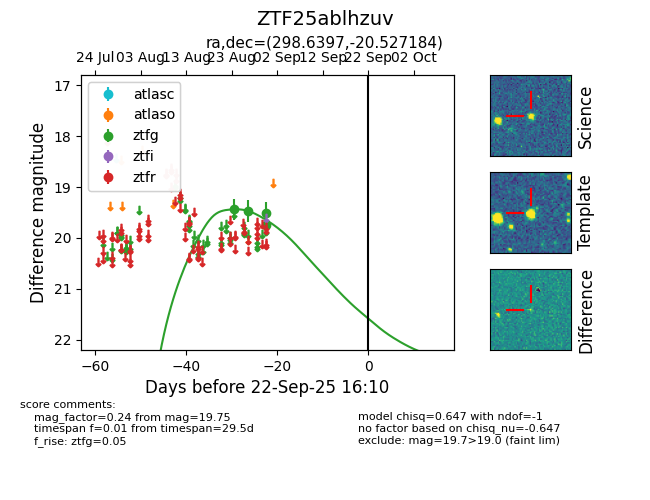 ZTF25ablhzuv
ra,dec=(298.6397,-20.527184)
24 Jul 03 Aug 13 Aug 23 Aug 02 Sep 12 Sep 22 Sep 02 Oct
17
18
19
20
21
22
Difference magnitude
atlasc
atlaso
ztfg
ztfi
ztfr
−60 −40 −20 0
Days before 22-Sep-25 16:10
Science
Template
Difference
score comments:
mag_factor=0.24 from mag=19.75
timespan f=0.01 from timespan=29.5d
f_rise: ztfg=0.05
model chisq=0.647 with ndof=-1
no factor based on chisq_nu=-0.647
exclude: mag=19.7>19.0 (faint lim)